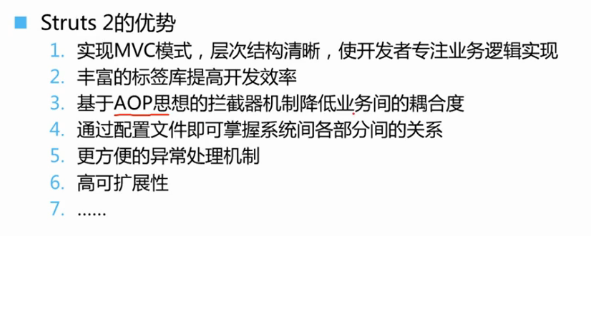 Struts 2的优势
1. 实现MVC模式，层次结构清晰，使开发者专注业务逻辑实现
2. 丰富的标签库提高开发效率
3. 基于AOP思想的拦截器机制降低业务间的耦合度
4. 通过配置文件即可掌握系统间各部分间的关系
5. 更方便的异常处理机制
6. 高可扩展性
7. ......